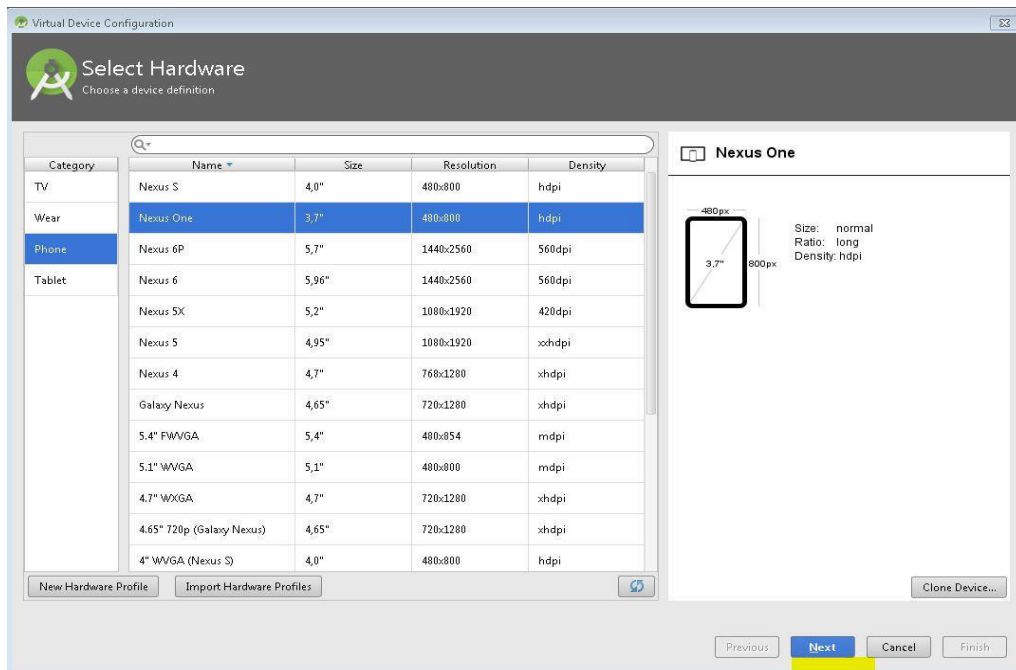 Virtual Device Configuration
Select Hardware
Choose a device definition
Category
TV
Wear
Phone
Tablet
Name Size Resolution Density
Nexus S 4,0" 480x800 hdpi
Nexus One 3,7" 480x800 hdpi
Nexus 6P 5,7" 1440x2560 560dpi
Nexus 6 5,96" 1440x2560 560dpi
Nexus 5X 5,2" 1080x1920 420dpi
Nexus 5 4,95" 1080x1920 xxhdpi
Nexus 4 4,7" 768x1280 xhdpi
Galaxy Nexus 4,65" 720x1280 xhdpi
5.4" FWVGA 5,4" 480x854 mdpi
5.1" WVGA 5,1" 480x800 mdpi
4.7" WXGA 4,7" 720x1280 xhdpi
4.65" 720p (Galaxy Nexus) 4,65" 720x1280 xhdpi
4" WVGA (Nexus S) 4,0" 480x800 hdpi
New Hardware Profile Import Hardware Profiles
Nexus One
480px
3,7" 800px
Size: normal
Ratio: long
Density: hdpi
Clone Device...
Previous Next Cancel Finish